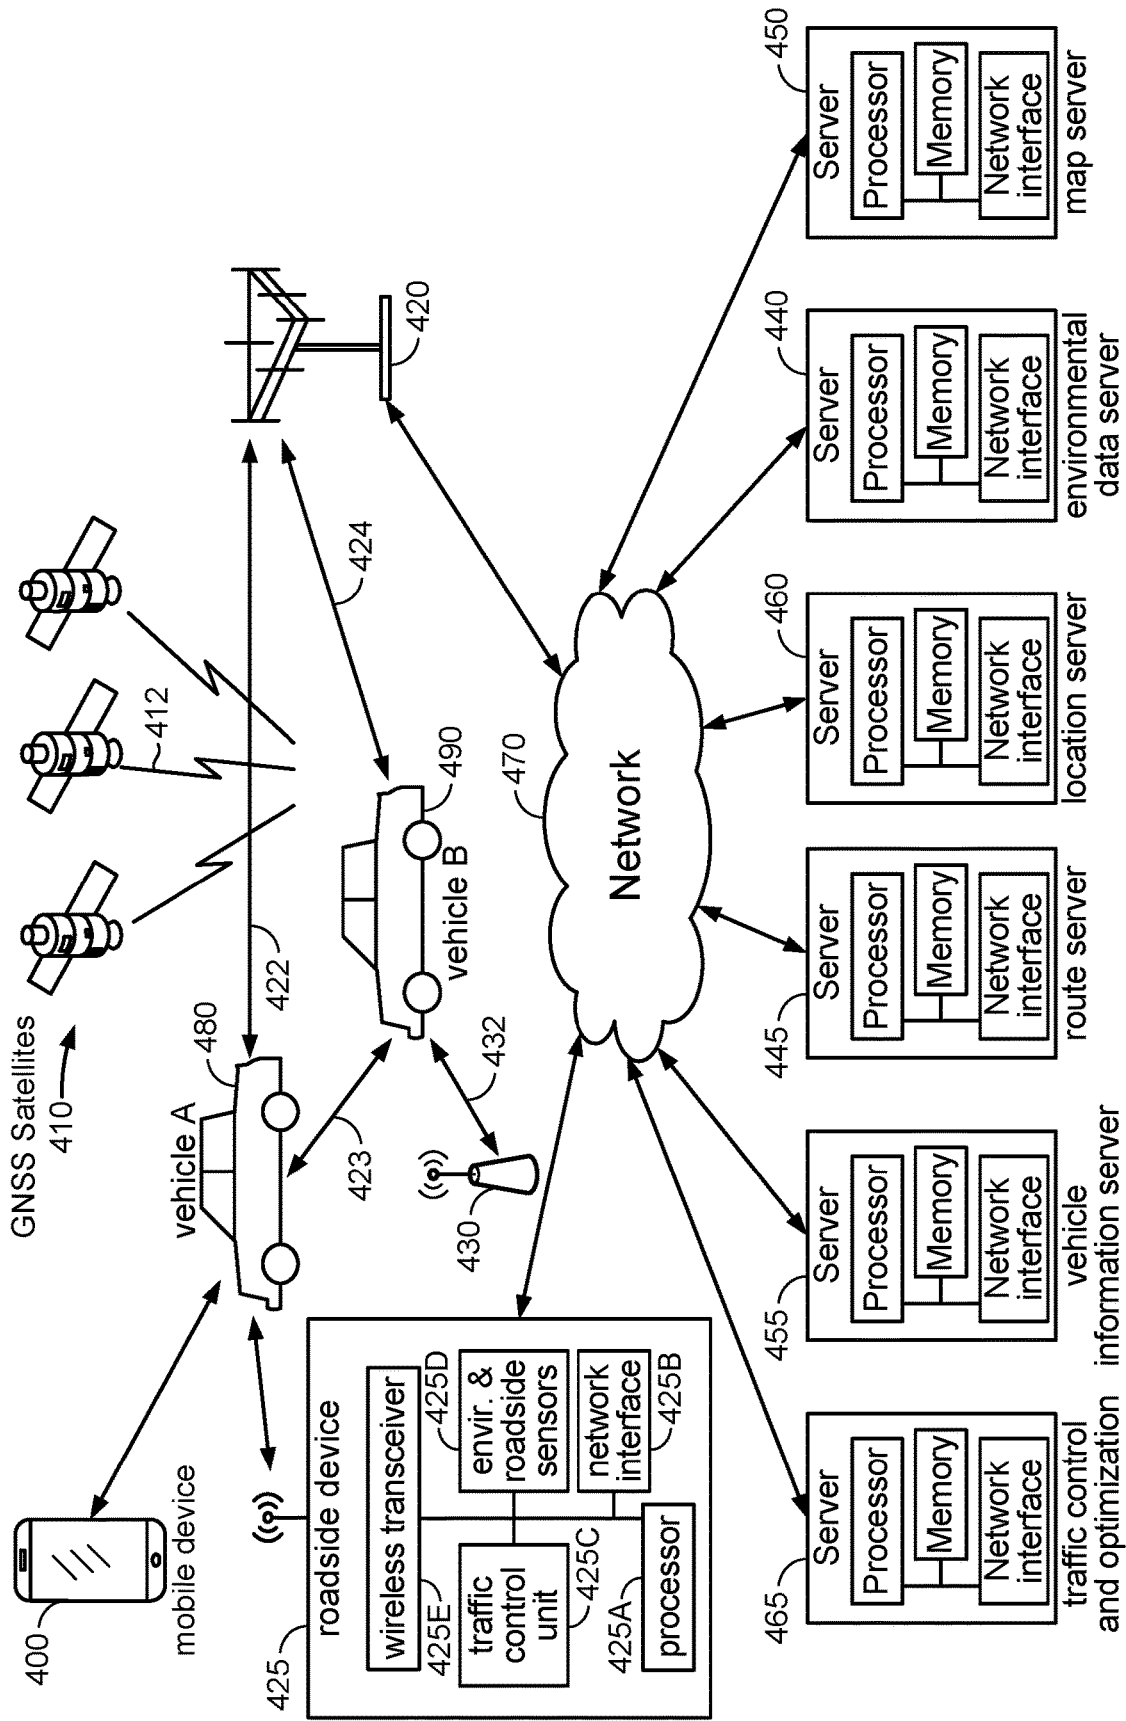 GNSS Satellites
410
412
400
mobile device
vehicle A
480
422
424
420
423
vehicle B
490
432
430
425
roadside device
wireless transceiver
425E
425D
envir. &
roadside
sensors
traffic
control
unit
425C
network
interface
425B
425A
processor
470
Network
465
Server
Processor
Memory
Network
interface
traffic control
and optimization
455
Server
Processor
Memory
Network
interface
vehicle
information server
445
Server
Processor
Memory
Network
interface
route server
460
Server
Processor
Memory
Network
interface
location server
440
Server
Processor
Memory
Network
interface
environmental
data server
450
Server
Processor
Memory
Network
interface
map server